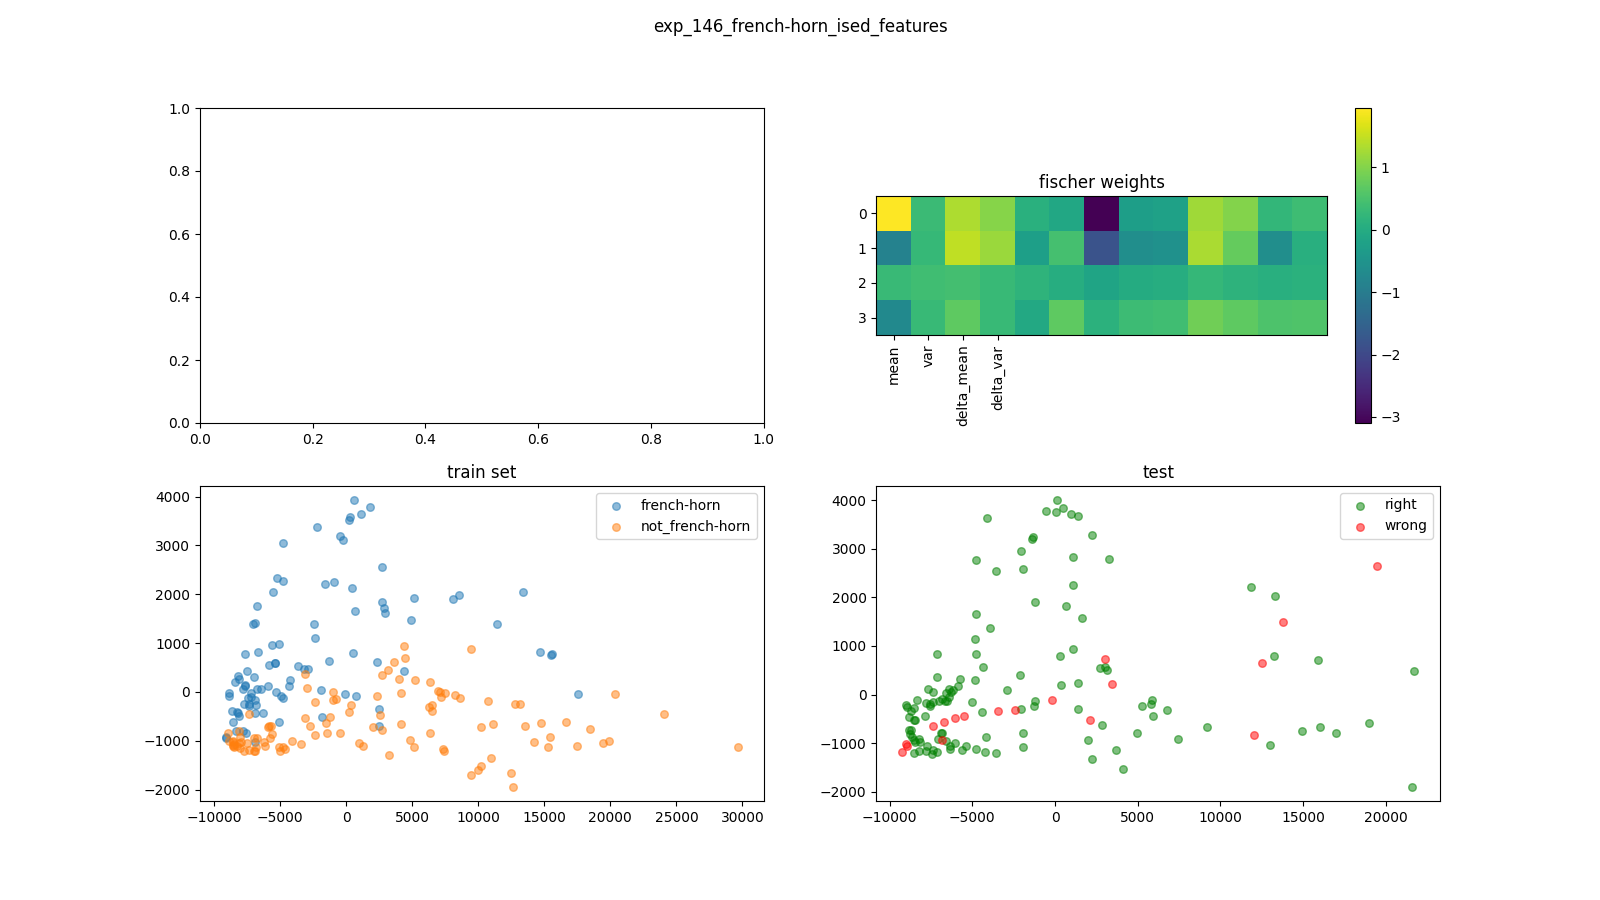 exp_146_french-horn_ised_features
1.0
0.8
0.6
0.4
0.2
0.0
0.0 0.2 0.4 0.6 0.8 1.0
fischer weights
0
1
2
3
mean var delta_mean delta_var
1
0
−1
−2
−3
train set
french-horn
not_french-horn
4000
3000
2000
1000
0
−1000
−2000
−10000 −5000 0 5000 10000 15000 20000 25000 30000
test
right
wrong
4000
3000
2000
1000
0
−1000
−2000
−10000 −5000 0 5000 10000 15000 20000